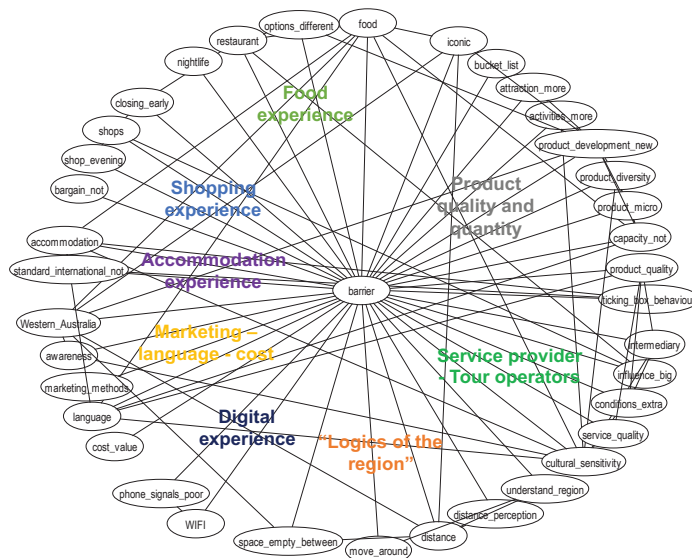 options_different
food
restaurant
iconic
nightlife
bucket_list
attraction_more
closing_early
Food
experience
activities_more
shops
product_development_new
shop_evening
product_diversity
bargain_not
Shopping
experience
Product
quality and
quantity
product_micro
accommodation
capacity_not
standard_international_not
Accommodation
experience
product_quality
barrier
ticking_box_behaviour
Western_Australia
Marketing –
language - cost
intermediary
awareness
Service provider
- Tour operators
influence_big
marketing_methods
conditions_extra
language
Digital
experience
"Logics of the
region"
service_quality
cost_value
cultural_sensitivity
phone_signals_poor
understand_region
WIFI
distance_perception
space_empty_between
move_around
distance